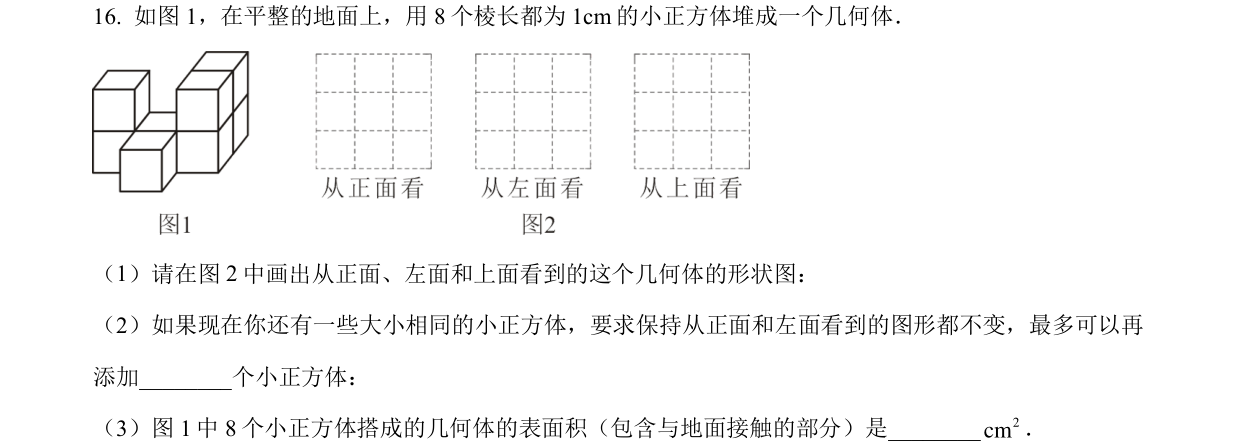 16. 如图 1，在平整的地面上，用 8 个棱长都为 1cm 的小正方体堆成一个几何体．
从正面看 从左面看 从上面看
图1 图2
（1）请在图 2 中画出从正面、左面和上面看到的这个几何体的形状图：
（2）如果现在你还有一些大小相同的小正方体，要求保持从正面和左面看到的图形都不变，最多可以再
添加________个小正方体：
（3）图 1 中 8 个小正方体搭成的几何体的表面积（包含与地面接触的部分）是________cm²．